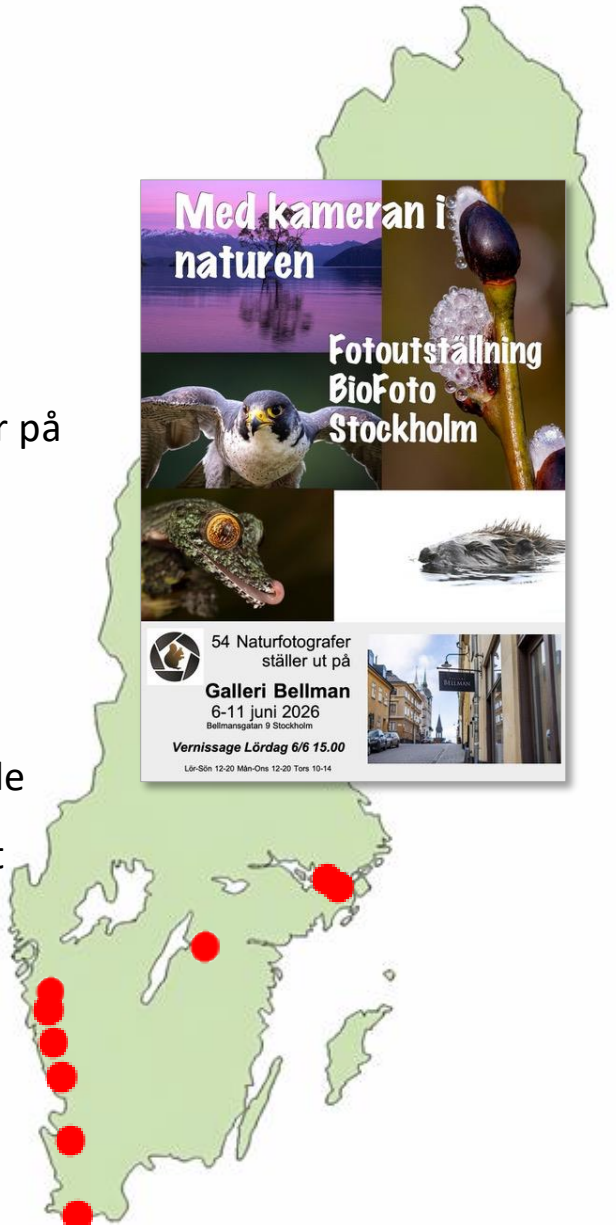 Med kameran i
naturen
Fotoutställning
BioFoto
Stockholm
r på
54 Naturfotografer
ställer ut på
Galleri Bellman
6-11 juni 2026
Bellmansgatan 9 Stockholm
Vernissage Lördag 6/6 15.00
Lör-Sön 12-20 Mån-Ons 12-20 Tors 10-14
BELLMAN
le
t